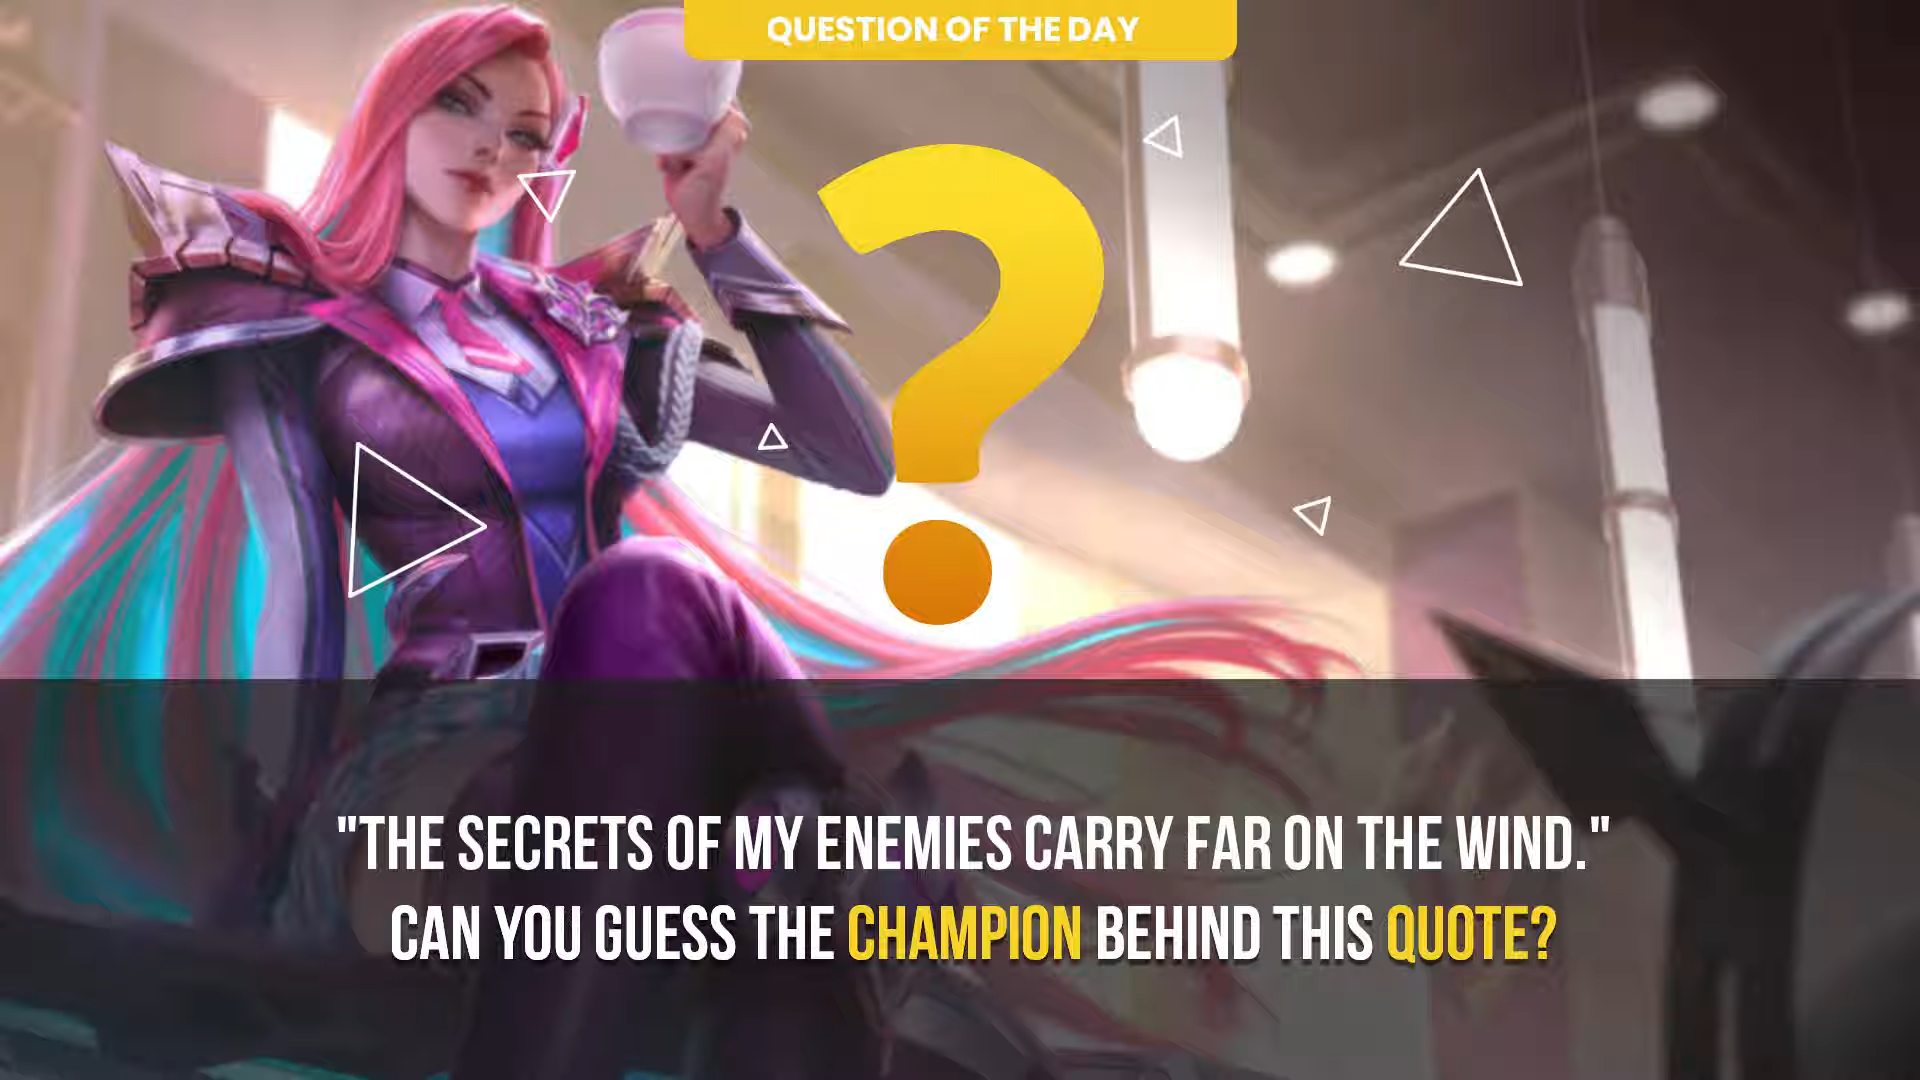 QUESTION OF THE DAY
"THE SECRETS OF MY ENEMIES CARRY FAR ON THE WIND."
CAN YOU GUESS THE CHAMPION BEHIND THIS QUOTE?